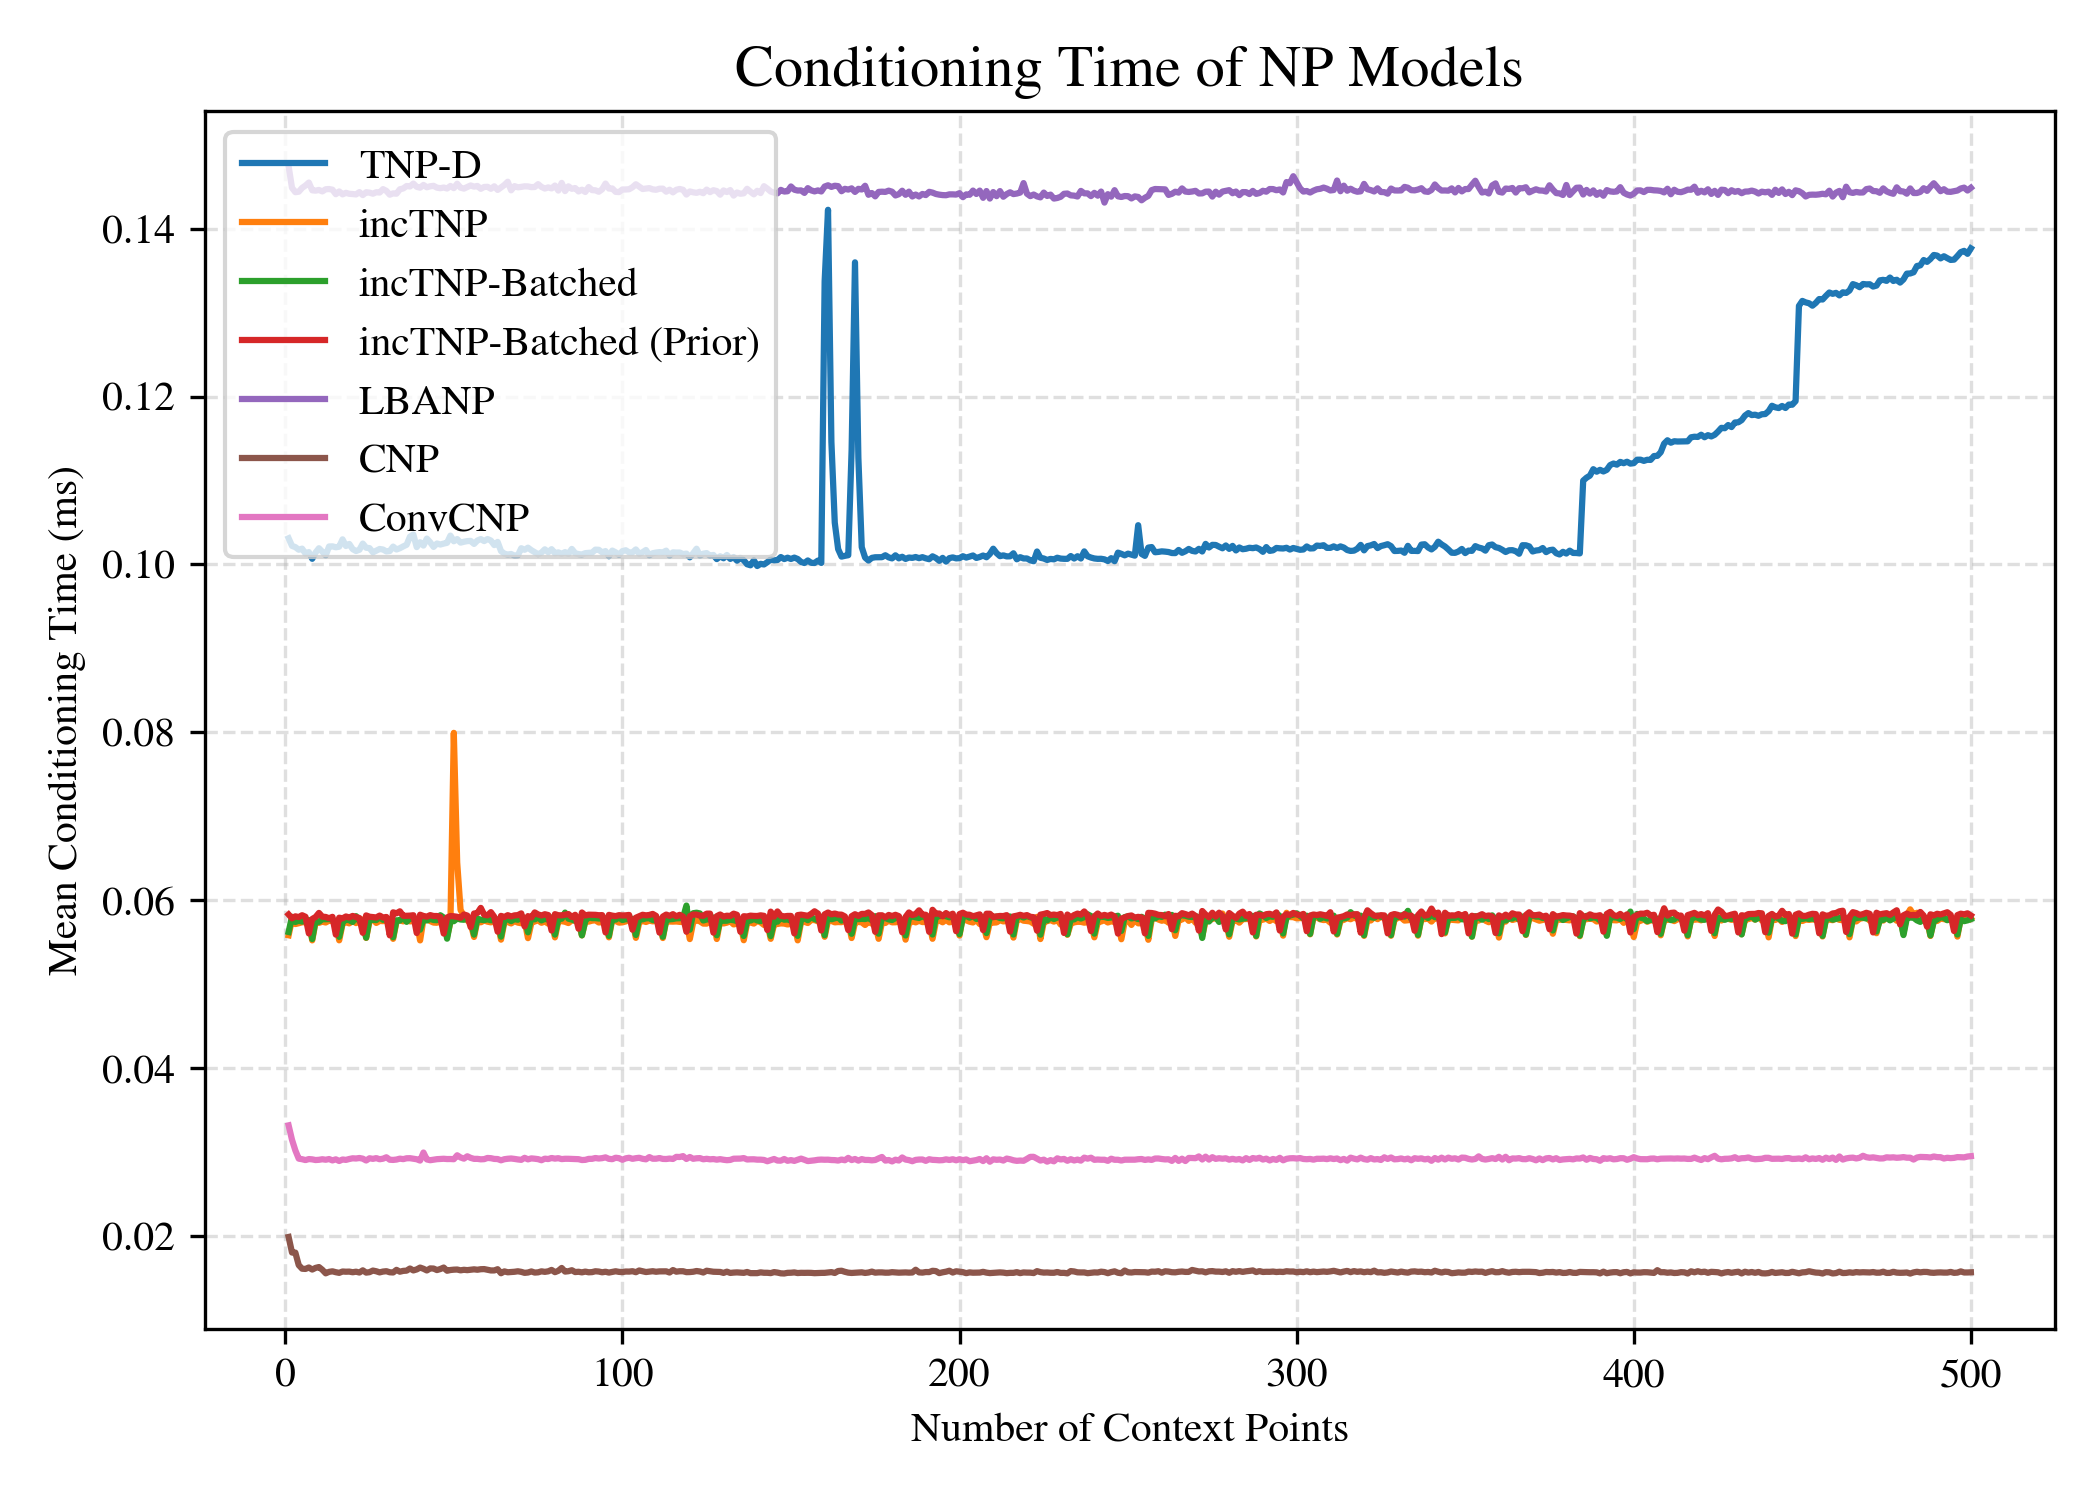 Conditioning Time of NP Models
TNP-D
incTNP
incTNP-Batched
incTNP-Batched (Prior)
LBANP
CNP
ConvCNP
Mean Conditioning Time (ms)
0.14
0.12
0.10
0.08
0.06
0.04
0.02
0 100 200 300 400 500
Number of Context Points